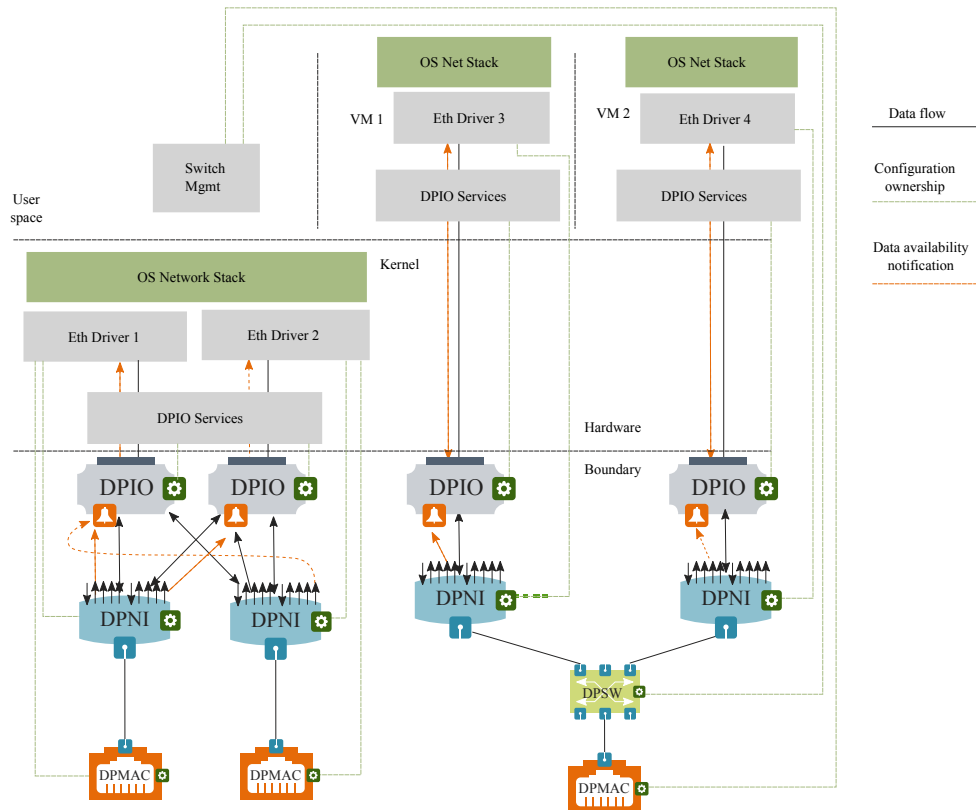 OS Net Stack
OS Net Stack
VM 1
Eth Driver 3
VM 2
Eth Driver 4
Data flow
Switch
Mgmt
Configuration
ownership
User
space
DPIO Services
DPIO Services
Data availability
notification
Kernel
OS Network Stack
Eth Driver 1
Eth Driver 2
DPIO Services
Hardware
Boundary
DPIO
DPIO
DPIO
DPIO
DPNI
DPNI
DPNI
DPNI
DPSW
DPMAC
DPMAC
DPMAC